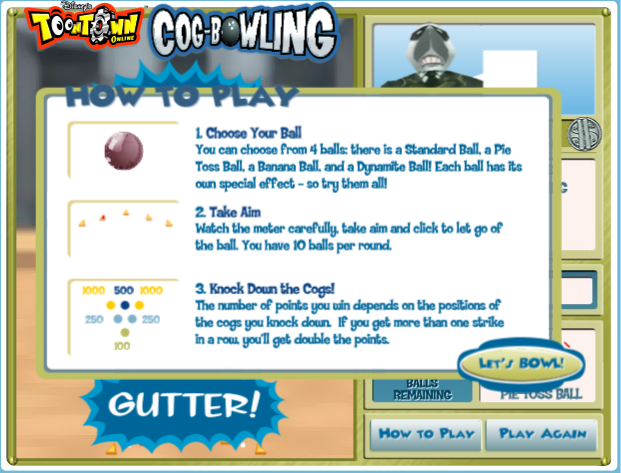 Disney's
TOONTOWN
ONLINE
COG-BOWLING
HOW TO PLAY
1. Choose Your Ball
You can choose from 4 balls: there is a Standard Ball, a Pie
Toss Ball, a Banana Ball, and a Dynamite Ball! Each ball has its
own special effect - so try them all!
2. Take Aim
Watch the meter carefully, take aim and click to let go of
the ball. You have 10 balls per round.
1000 500 1000
250 250
100
3. Knock Down the Cogs!
The number of points you win depends on the positions of
the cogs you knock down. If you get more than one strike
in a row, you'll get double the points.
LET'S BOWL!
BALLS
REMAINING
PIE TOSS BALL
GUTTER!
HOW TO PLAY
PLAY AGAIN